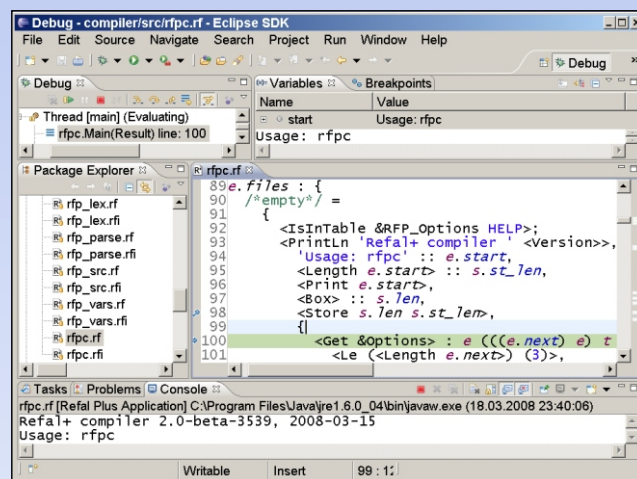 Debug - compiler/src/rfpc.rf - Eclipse SDK
File Edit Source Navigate Search Project Run Window Help
Debug
Debug
Variables Breakpoints
Thread [main] (Evaluating)
rfpc.Main(Result) line: 100
Name Value
start Usage: rfpc
Usage: rfpc
Package Explorer
rfp_lex.rf
rfp_lex.rfi
rfp_parse.rf
rfp_parse.rfi
rfp_src.rf
rfp_src.rfi
rfp_vars.rf
rfp_vars.rfi
rfpc.rf
rfpc.rfi
rfpc.rf
89 e.files : {
90 /*empty*/ =
91 {
92 <IsInTable &RFP_Options HELP>;
93 <PrintLn 'Refal+ compiler ' <Version>>,
94 'Usage: rfpc' :: e.start,
95 <Length e.start> :: s.st_len,
96 <Print e.start>,
97 <Box> :: s.len,
98 <Store s.len s.st_len>,
99 {
100 <Get &Options> : e (((e.next) e) t
101 <Le (<Length e.next>) (3)>,
Tasks Problems Console
rfpc.rf [Refal Plus Application] C:\Program Files\Java\jre1.6.0_04\bin\javaw.exe (18.03.2008 23:40:06)
Refal+ compiler 2.0-beta-3539, 2008-03-15
Usage: rfpc
Writable Insert 99 : 12